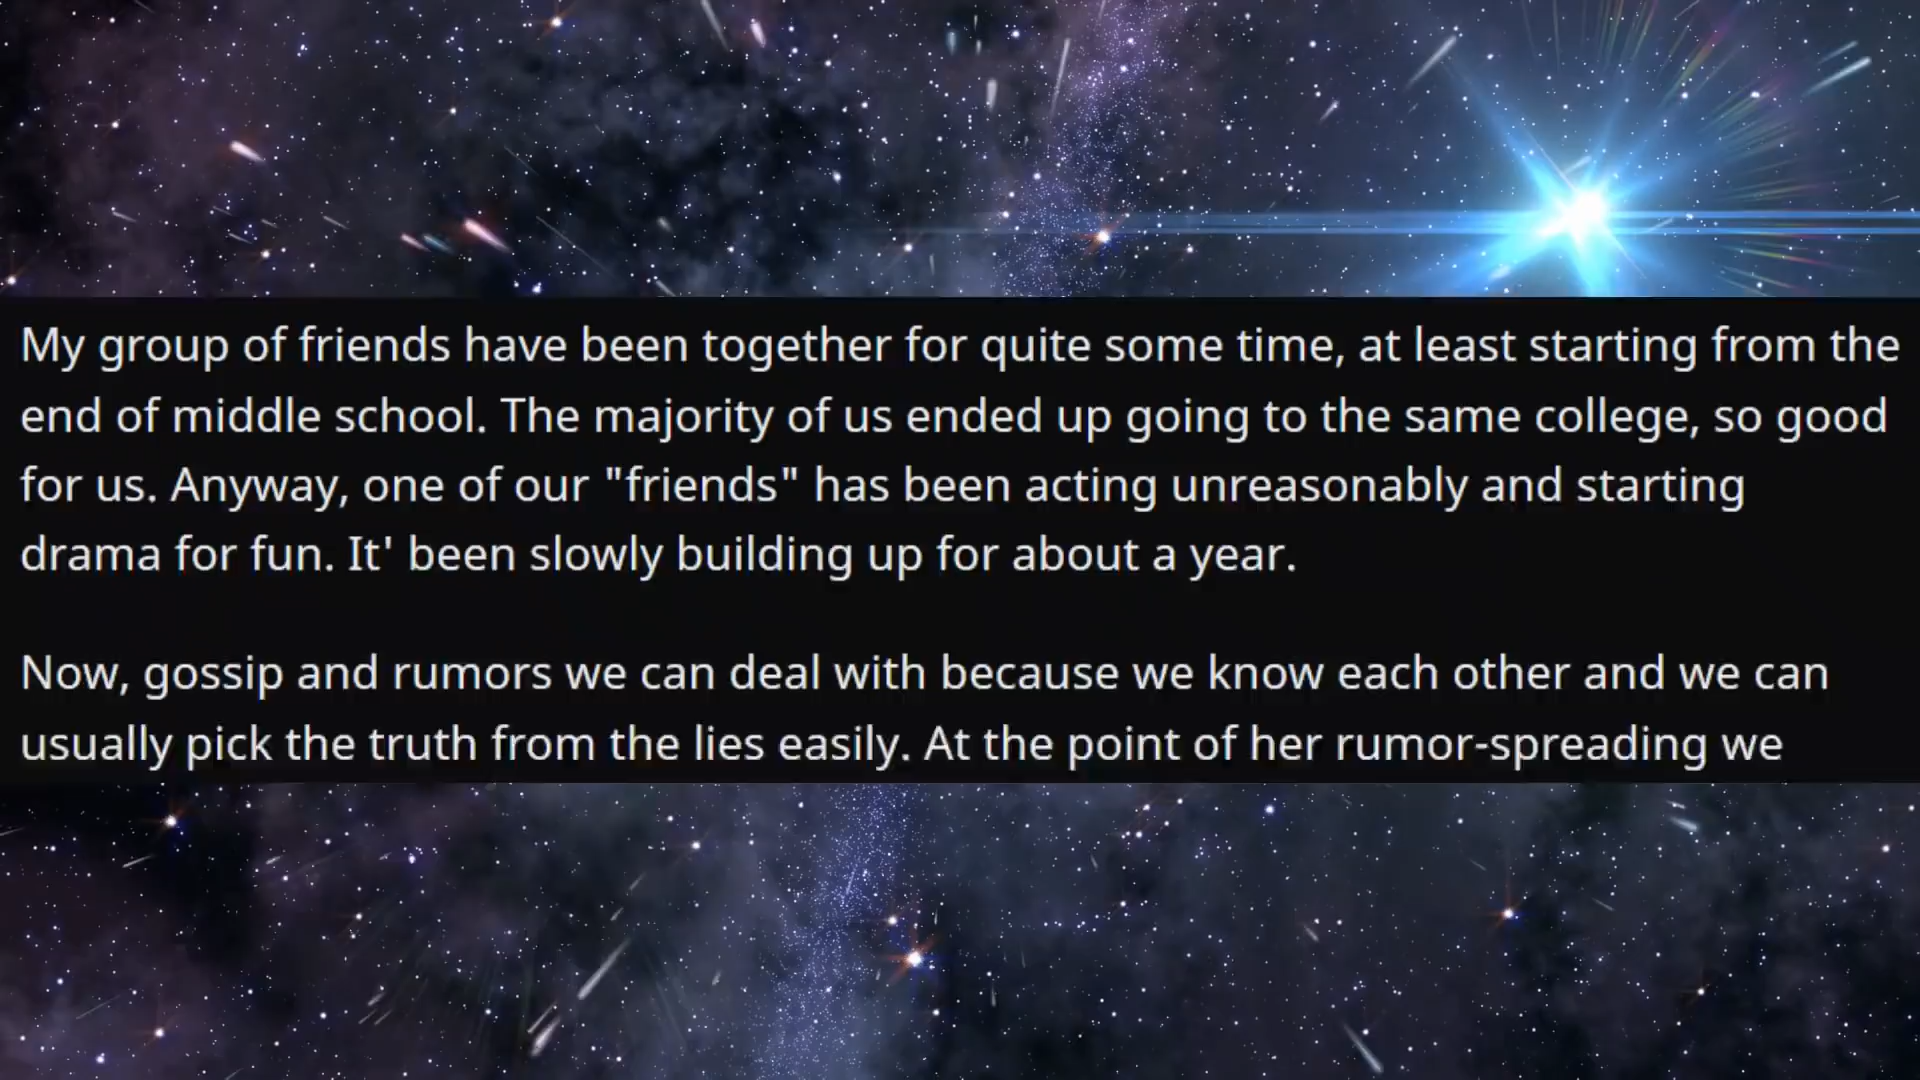 My group of friends have been together for quite some time, at least starting from the
end of middle school. The majority of us ended up going to the same college, so good
for us. Anyway, one of our "friends" has been acting unreasonably and starting
drama for fun. It' been slowly building up for about a year.
Now, gossip and rumors we can deal with because we know each other and we can
usually pick the truth from the lies easily. At the point of her rumor-spreading we